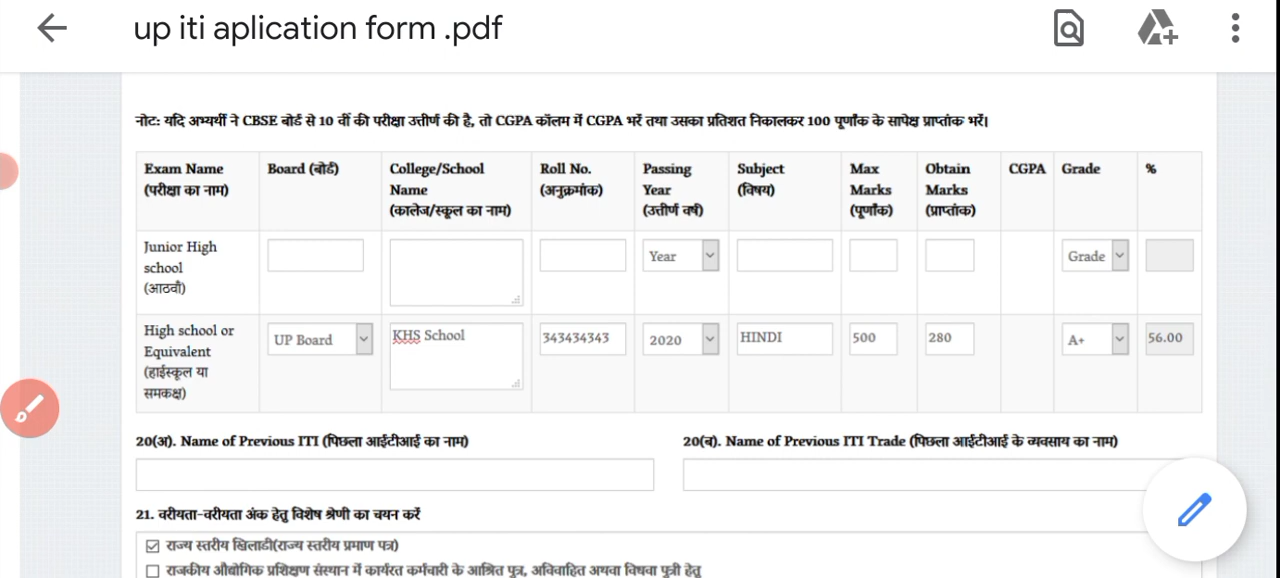 up iti aplication form .pdf
नोट: यदि अभ्यर्थी ने CBSE बोर्ड से 10 वीं की परीक्षा उत्तीर्ण की है, तो CGPA कॉलम में CGPA भरें तथा उसका प्रतिशत निकालकर 100 पूर्णांक के सापेक्ष प्राप्तांक भरें|
Exam Name (परीक्षा का नाम)
Board (बोर्ड)
College/School Name (कालेज/स्कूल का नाम)
Roll No. (अनुक्रमांक)
Passing Year (उत्तीर्ण वर्ष)
Subject (विषय)
Max Marks (पूर्णांक)
Obtain Marks (प्राप्तांक)
CGPA
Grade
%
Junior High school (आठवीं)
Year
Grade
High school or Equivalent (हाईस्कूल या समकक्ष)
UP Board
KHS School
343434343
2020
HINDI
500
280
A+
56.00
20(अ). Name of Previous ITI (पिछला आईटीआई का नाम)
20(ब). Name of Previous ITI Trade (पिछला आईटीआई के व्यवसाय का नाम)
21. वरीयता-वरीयता अंक हेतु विशेष श्रेणी का चयन करें
राज्य स्तरीय खिलाडी(राज्य स्तरीय प्रमाण पत्र)
राजकीय औद्योगिक प्रशिक्षण संस्थान में कार्यरत कर्मचारी के आश्रित पुत्र, अविवाहित अथवा विधवा पुत्री हेतु